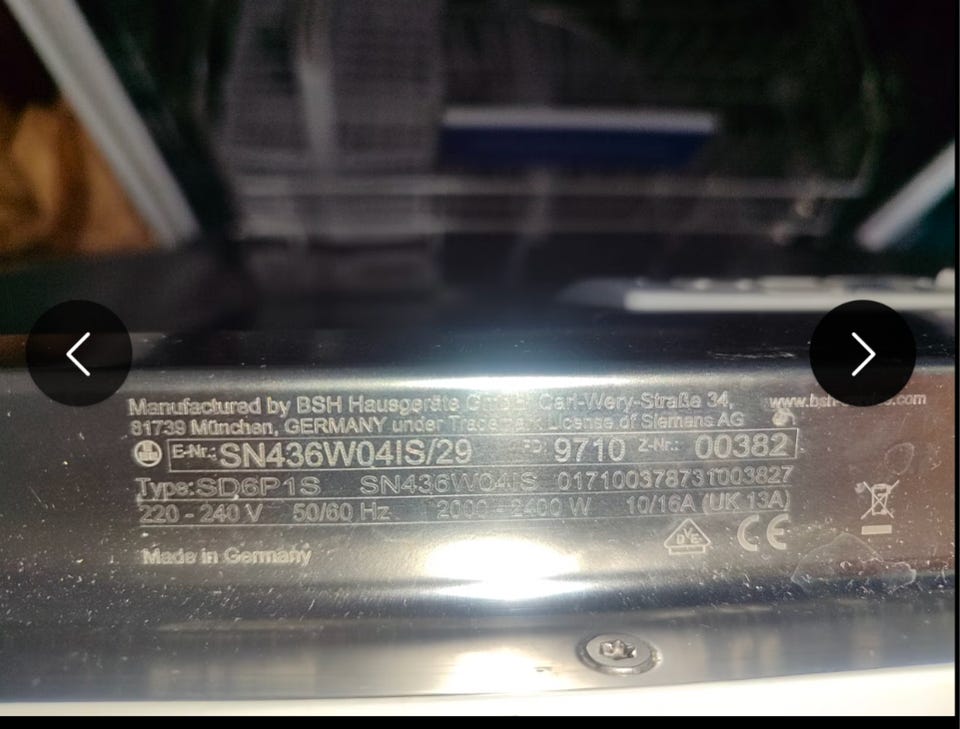 Manufactured by BSH Hausgeräte GmbH, Carl-Wery-Straße 34,
81739 München, GERMANY under Trademark License of Siemens AG
E-Nr.: SN436W04IS/29 FD: 9710 Z-Nr.: 00382
Type: SD6P1S SN436W04IS 017100378731003827
220 - 240 V 50/60 Hz 2000 - 2400 W 10/16A (UK 13A)
DVE CE
Made in Germany